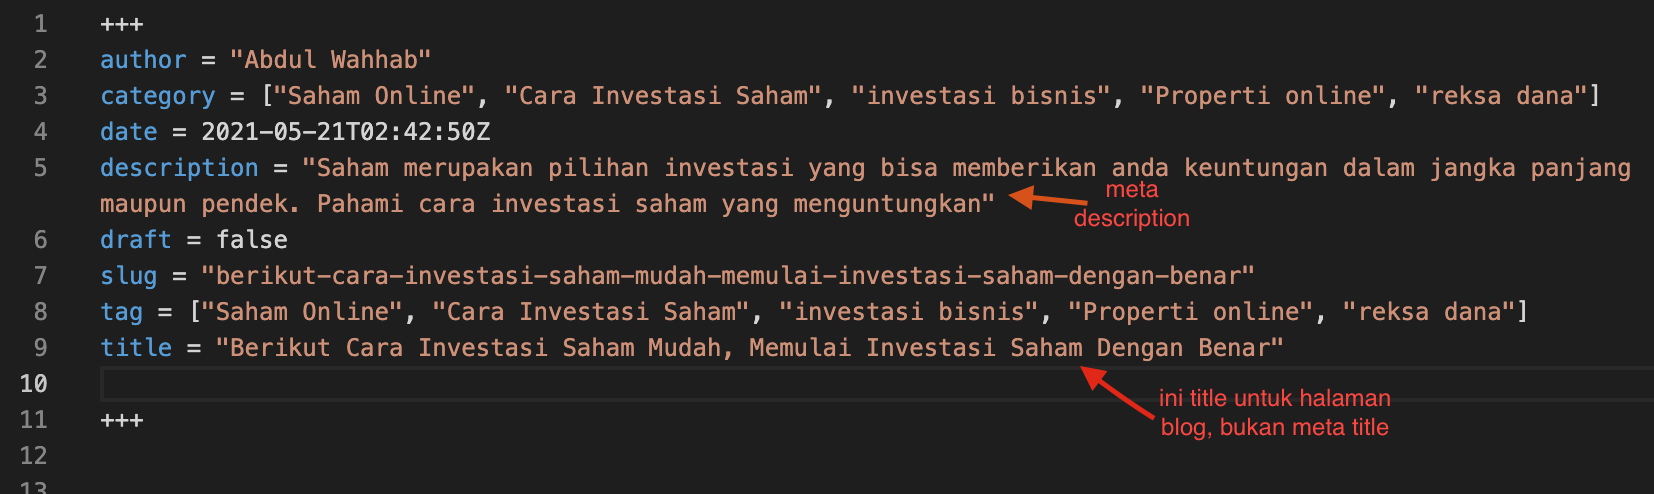 1 +++
2 author = "Abdul Wahhab"
3 category = ["Saham Online", "Cara Investasi Saham", "investasi bisnis", "Properti online", "reksa dana"]
4 date = 2021-05-21T02:42:50Z
5 description = "Saham merupakan pilihan investasi yang bisa memberikan anda keuntungan dalam jangka panjang
maupun pendek. Pahami cara investasi saham yang menguntungkan"
meta
description
6 draft = false
7 slug = "berikut-cara-investasi-saham-mudah-memulai-investasi-saham-dengan-benar"
8 tag = ["Saham Online", "Cara Investasi Saham", "investasi bisnis", "Properti online", "reksa dana"]
9 title = "Berikut Cara Investasi Saham Mudah, Memulai Investasi Saham Dengan Benar"
10
ini title untuk halaman
blog, bukan meta title
11 +++
12
13